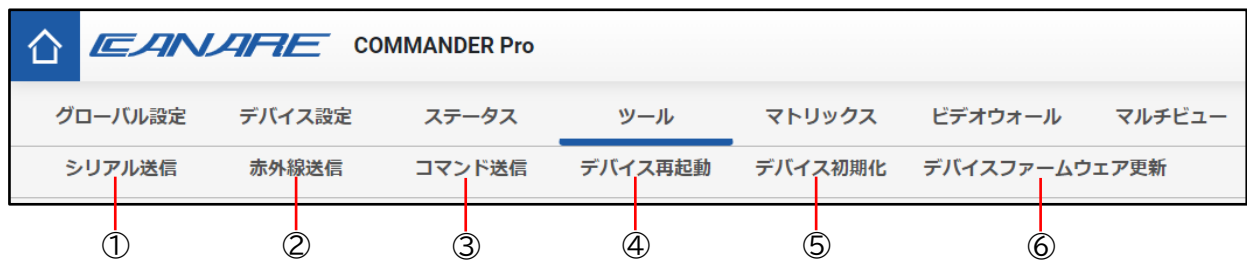 CANARE COMMANDER Pro
グローバル設定 デバイス設定 ステータス ツール マトリックス ビデオウォール マルチビュー
シリアル送信 赤外線送信 コマンド送信 デバイス再起動 デバイス初期化 デバイスファームウェア更新
① ② ③ ④ ⑤ ⑥